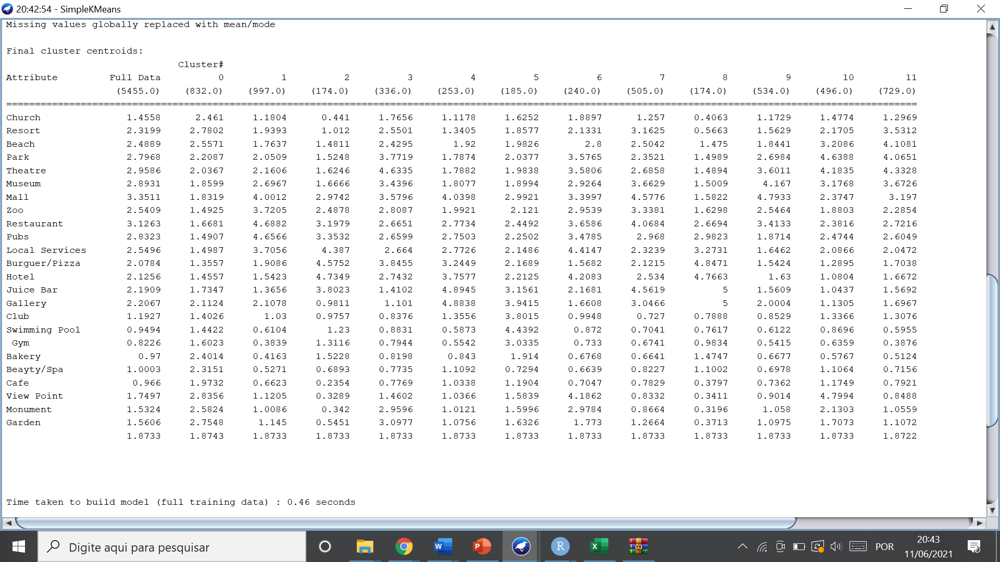 20:42:54 - SimpleKMeans
Missing values globally replaced with mean/mode
Final cluster centroids:
Cluster#
Attribute Full Data 0 1 2 3 4 5 6 7 8 9 10 11
(5455.0) (832.0) (997.0) (174.0) (336.0) (253.0) (185.0) (240.0) (505.0) (174.0) (534.0) (496.0) (729.0)
================================================================================================================================================================
Church 1.4558 2.461 1.1804 0.441 1.7656 1.1178 1.6252 1.8897 1.257 0.4063 1.1729 1.4774 1.2969
Resort 2.3199 2.7802 1.9393 1.012 2.5501 1.3405 1.8577 2.1331 3.1625 0.5663 1.5629 2.1705 3.5312
Beach 2.4889 2.5571 1.7637 1.4811 2.4295 1.92 1.9826 2.8 2.5042 1.475 1.8441 3.2086 4.1081
Park 2.7968 2.2087 2.0509 1.5248 3.7719 1.7874 2.0377 3.5765 2.3521 1.4989 2.6984 4.6388 4.0651
Theatre 2.9586 2.0367 2.1606 1.6246 4.6335 1.7882 1.9838 3.5806 2.6858 1.4894 3.6011 4.1835 4.3328
Museum 2.8931 1.8599 2.6967 1.6666 3.4396 1.8077 1.8994 2.9264 3.6629 1.5009 4.167 3.1768 3.6726
Mall 3.3511 1.8319 4.0012 2.9742 3.5796 4.0398 2.9921 3.3997 4.5776 1.5822 4.7933 2.3747 3.197
Zoo 2.5409 1.4925 3.7205 2.4878 2.8087 1.9921 2.121 2.9539 3.3381 1.6298 2.5464 1.8803 2.2854
Restaurant 3.1263 1.6681 4.6882 3.1979 2.6651 2.7734 2.4492 3.6586 4.0684 2.6694 3.4133 2.3816 2.7216
Pubs 2.8323 1.4907 4.6566 3.3532 2.6599 2.7503 2.2502 3.4785 2.968 2.9823 1.8714 2.4744 2.6049
Local Services 2.5496 1.4987 3.7056 4.387 2.664 2.7726 2.1486 4.4147 2.3239 3.2731 1.6462 2.0866 2.0472
Burguer/Pizza 2.0784 1.3557 1.9086 4.5752 3.8455 3.2449 2.1689 1.5682 2.1215 4.8471 1.5424 1.2895 1.7038
Hotel 2.1256 1.4557 1.5423 4.7349 2.7432 3.7577 2.2125 4.2083 2.534 4.7663 1.63 1.0804 1.6672
Juice Bar 2.1909 1.7347 1.3656 3.8023 1.4102 4.8945 3.1561 2.1681 4.5619 5 1.5609 1.0437 1.5692
Gallery 2.2067 2.1124 2.1078 0.9811 1.101 4.8838 3.9415 1.6608 3.0466 5 2.0004 1.1305 1.6967
Club 1.1927 1.4026 1.03 0.9757 0.8376 1.3556 3.8015 0.9948 0.727 0.7888 0.8529 1.3366 1.3076
Swimming Pool 0.9494 1.4422 0.6104 1.23 0.8831 0.5873 4.4392 0.872 0.7041 0.7617 0.6122 0.8696 0.5955
Gym 0.8226 1.6023 0.3839 1.3116 0.7944 0.5542 3.0335 0.733 0.6741 0.9834 0.5415 0.6359 0.3876
Bakery 0.97 2.4014 0.4163 1.5228 0.8198 0.843 1.914 0.6768 0.6641 1.4747 0.6677 0.5767 0.5124
Beayty/Spa 1.0003 2.3151 0.5271 0.6893 0.7735 1.1092 0.7294 0.6639 0.8227 1.1002 0.6978 1.1064 0.7156
Cafe 0.966 1.9732 0.6623 0.2354 0.7769 1.0338 1.1904 0.7047 0.7829 0.3797 0.7362 1.1749 0.7921
View Point 1.7497 2.8356 1.1205 0.3289 1.4602 1.0366 1.5839 4.1862 0.8332 0.3411 0.9014 4.7994 0.8488
Monument 1.5324 2.5824 1.0086 0.342 2.9596 1.0121 1.5996 2.9784 0.8664 0.3196 1.058 2.1303 1.0559
Garden 1.5606 2.7548 1.145 0.5451 3.0977 1.0756 1.6326 1.773 1.2664 0.3713 1.0975 1.7073 1.1072
1.8733 1.8743 1.8733 1.8733 1.8733 1.8733 1.8733 1.8733 1.8733 1.8733 1.8733 1.8733 1.8722
Time taken to build model (full training data) : 0.46 seconds
Digite aqui para pesquisar
POR
20:43
11/06/2021